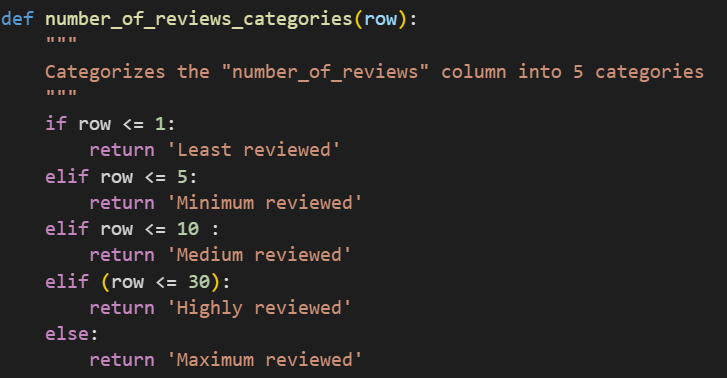 def number_of_reviews_categories(row):
    """
    Categorizes the "number_of_reviews" column into 5 categories
    """
    if row <= 1:
        return 'Least reviewed'
    elif row <= 5:
        return 'Minimum reviewed'
    elif row <= 10 :
        return 'Medium reviewed'
    elif (row <= 30):
        return 'Highly reviewed'
    else:
        return 'Maximum reviewed'